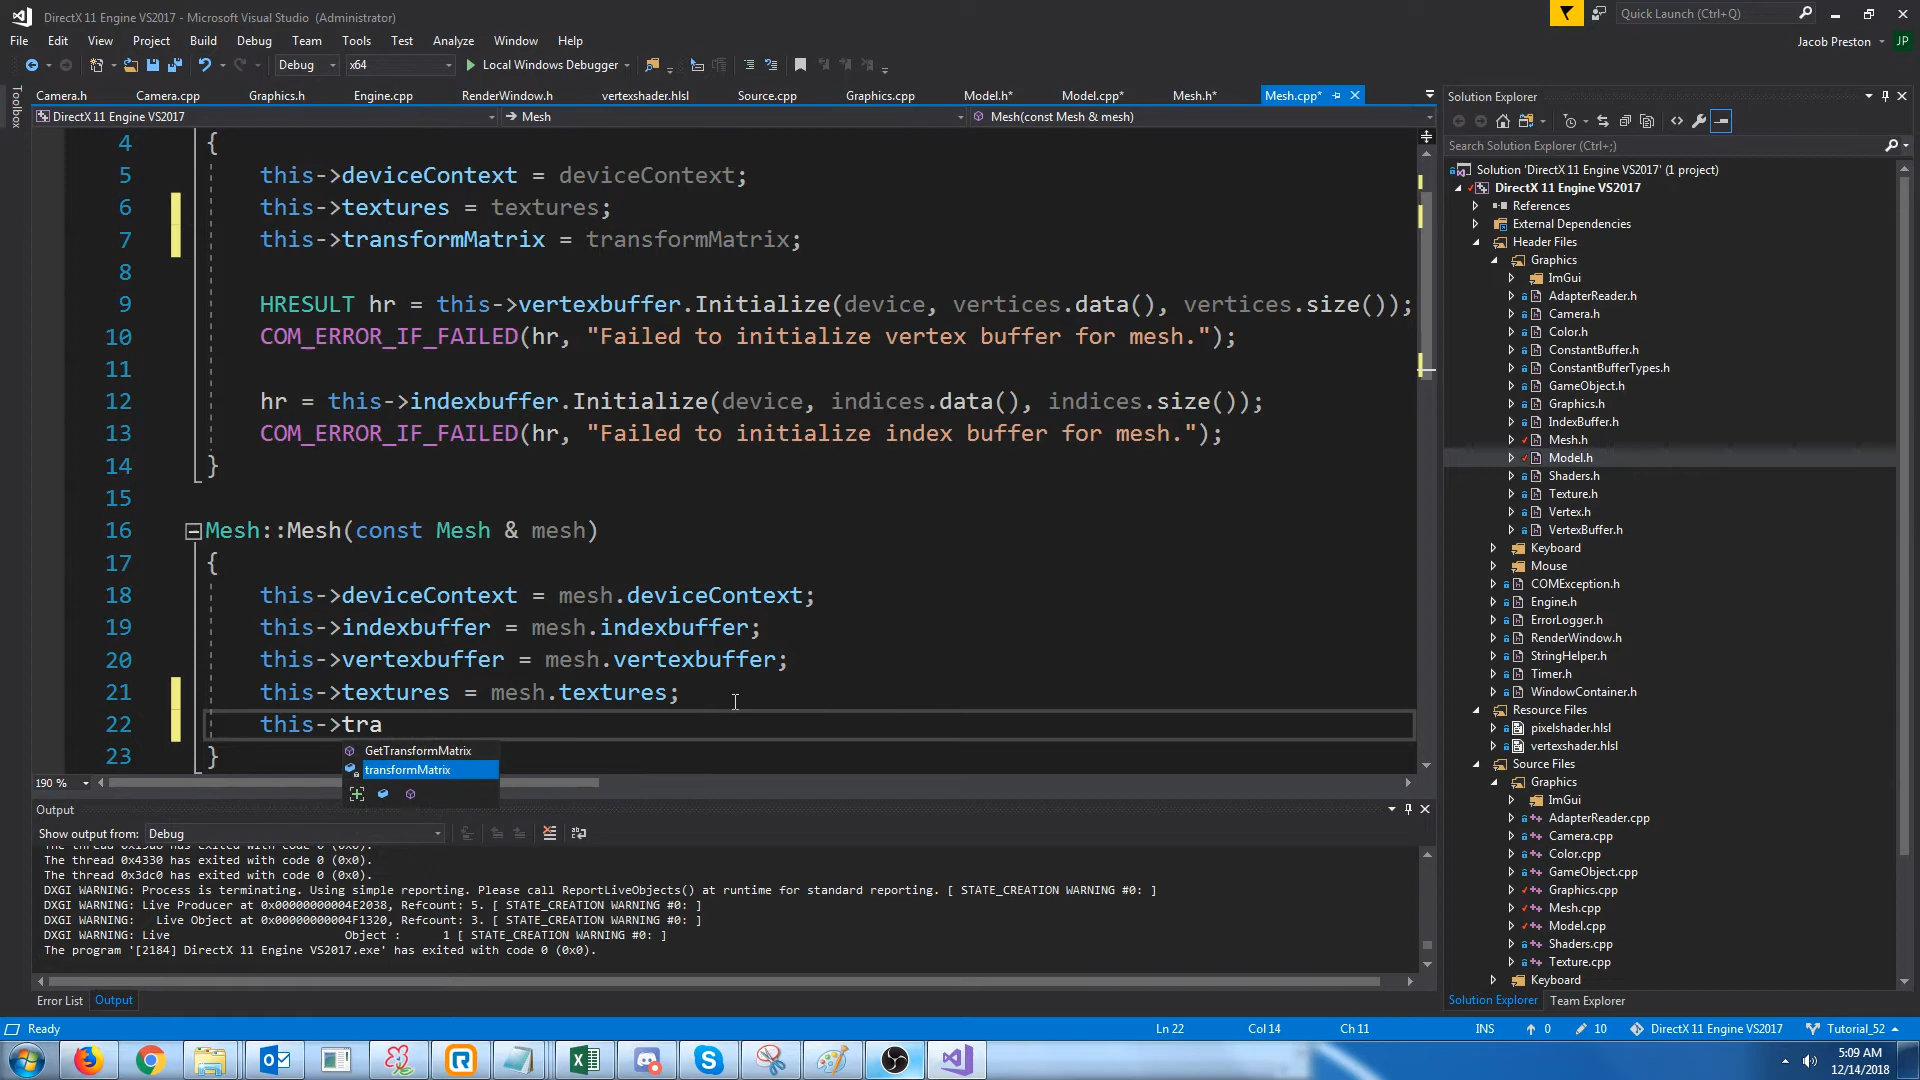 DirectX 11 Engine VS2017 - Microsoft Visual Studio (Administrator)
Quick Launch (Ctrl+Q)
File Edit View Project Build Debug Team Tools Test Analyze Window Help
Jacob Preston JP
Debug x64 Local Windows Debugger
Toolbox
Camera.h Camera.cpp Graphics.h Engine.cpp RenderWindow.h vertexshader.hlsl Source.cpp Graphics.cpp Model.h* Model.cpp* Mesh.h* Mesh.cpp*
DirectX 11 Engine VS2017 Mesh Mesh(const Mesh & mesh)
4 {
5 this->deviceContext = deviceContext;
6 this->textures = textures;
7 this->transformMatrix = transformMatrix;
8
9 HRESULT hr = this->vertexbuffer.Initialize(device, vertices.data(), vertices.size());
10 COM_ERROR_IF_FAILED(hr, "Failed to initialize vertex buffer for mesh.");
11
12 hr = this->indexbuffer.Initialize(device, indices.data(), indices.size());
13 COM_ERROR_IF_FAILED(hr, "Failed to initialize index buffer for mesh.");
14 }
15
16 Mesh::Mesh(const Mesh & mesh)
17 {
18 this->deviceContext = mesh.deviceContext;
19 this->indexbuffer = mesh.indexbuffer;
20 this->vertexbuffer = mesh.vertexbuffer;
21 this->textures = mesh.textures;
22 this->tra
23 }
GetTransformMatrix
transformMatrix
190 %
Output
Show output from: Debug
The thread 0x4330 has exited with code 0 (0x0).
The thread 0x3dc0 has exited with code 0 (0x0).
DXGI WARNING: Process is terminating. Using simple reporting. Please call ReportLiveObjects() at runtime for standard reporting. [ STATE_CREATION WARNING #0: ]
DXGI WARNING: Live Producer at 0x00000000004E2038, Refcount: 5. [ STATE_CREATION WARNING #0: ]
DXGI WARNING: Live Object at 0x00000000004F1320, Refcount: 3. [ STATE_CREATION WARNING #0: ]
DXGI WARNING: Live Object : 1 [ STATE_CREATION WARNING #0: ]
The program '[2184] DirectX 11 Engine VS2017.exe' has exited with code 0 (0x0).
Error List Output
Solution Explorer
Search Solution Explorer (Ctrl+;)
Solution 'DirectX 11 Engine VS2017' (1 project)
DirectX 11 Engine VS2017
References
External Dependencies
Header Files
Graphics
ImGui
AdapterReader.h
Camera.h
Color.h
ConstantBuffer.h
ConstantBufferTypes.h
GameObject.h
Graphics.h
IndexBuffer.h
Mesh.h
Model.h
Shaders.h
Texture.h
Vertex.h
VertexBuffer.h
Keyboard
Mouse
COMException.h
Engine.h
ErrorLogger.h
RenderWindow.h
StringHelper.h
Timer.h
WindowContainer.h
Resource Files
pixelshader.hlsl
vertexshader.hlsl
Source Files
Graphics
ImGui
AdapterReader.cpp
Camera.cpp
Color.cpp
GameObject.cpp
Graphics.cpp
Mesh.cpp
Model.cpp
Shaders.cpp
Texture.cpp
Keyboard
Solution Explorer Team Explorer
Ready Ln 22 Col 14 Ch 11 INS 0 10 DirectX 11 Engine VS2017 Tutorial_52
5:09 AM
12/14/2018